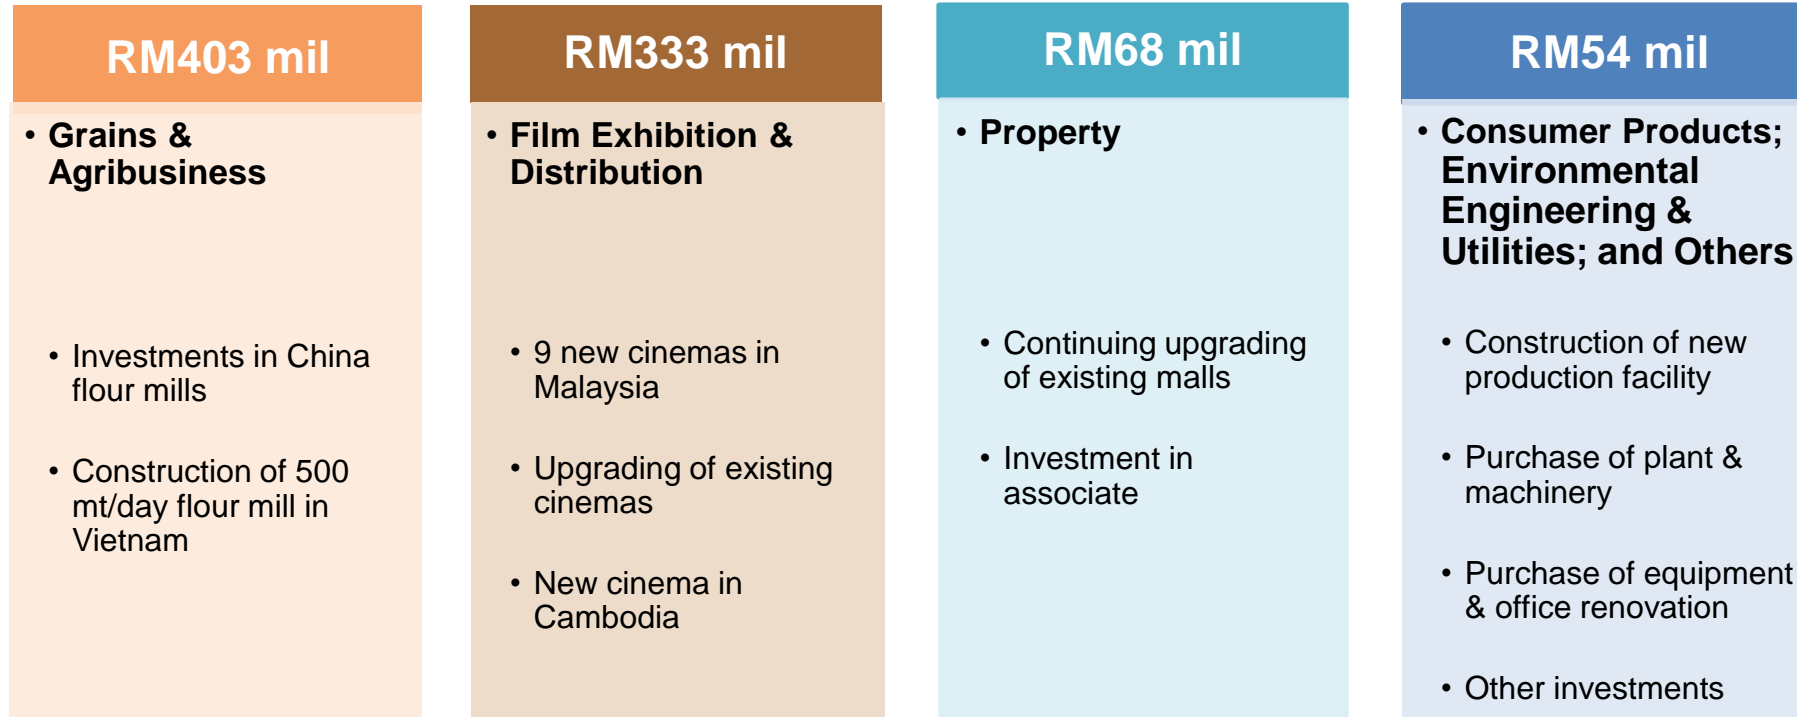 RM403 mil
• Grains &
Agribusiness
• Investments in China
flour mills
• Construction of 500
mt/day flour mill in
Vietnam
RM333 mil
• Film Exhibition &
Distribution
• 9 new cinemas in
Malaysia
• Upgrading of existing
cinemas
• New cinema in
Cambodia
RM68 mil
• Property
• Continuing upgrading
of existing malls
• Investment in
associate
RM54 mil
• Consumer Products;
Environmental
Engineering &
Utilities; and Others
• Construction of new
production facility
• Purchase of plant &
machinery
• Purchase of equipment
& office renovation
• Other investments